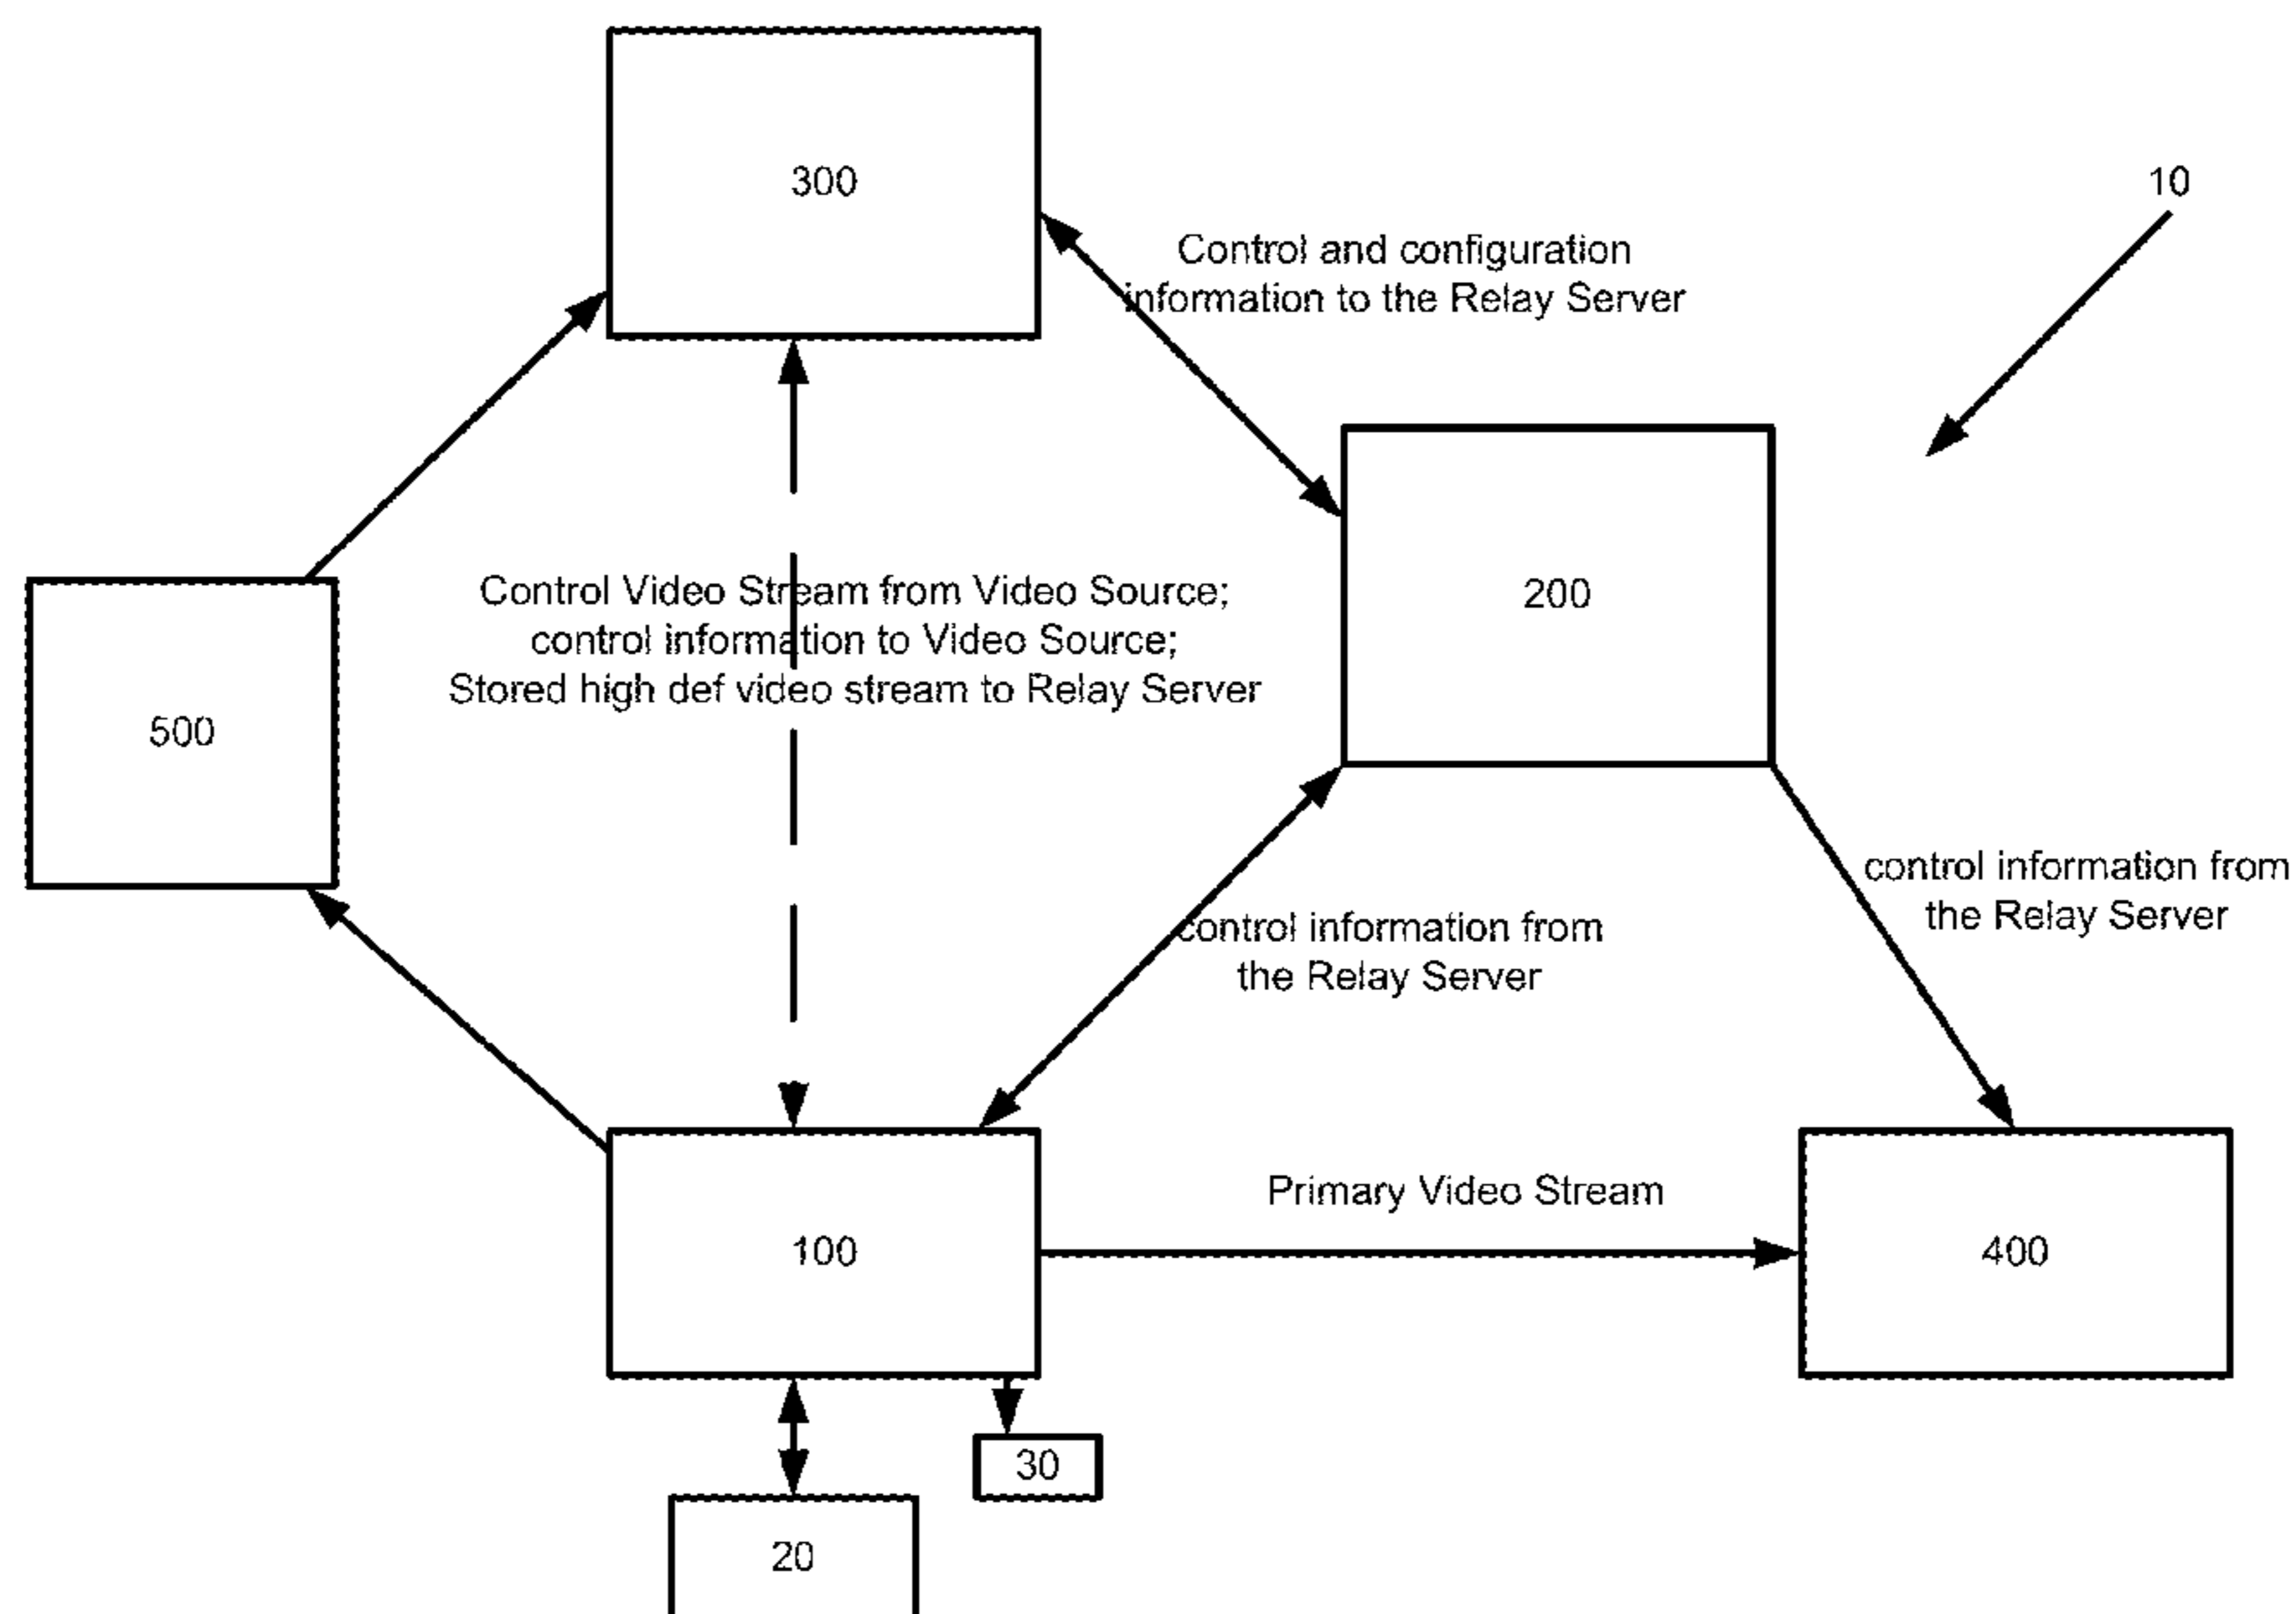 300
10
Control and configuration
information to the Relay Server
Control Video Stream from Video Source;
control information to Video Source;
Stored high def video stream to Relay Server
200
500
control information from
the Relay Server
control information from
the Relay Server
Primary Video Stream
100
400
30
20